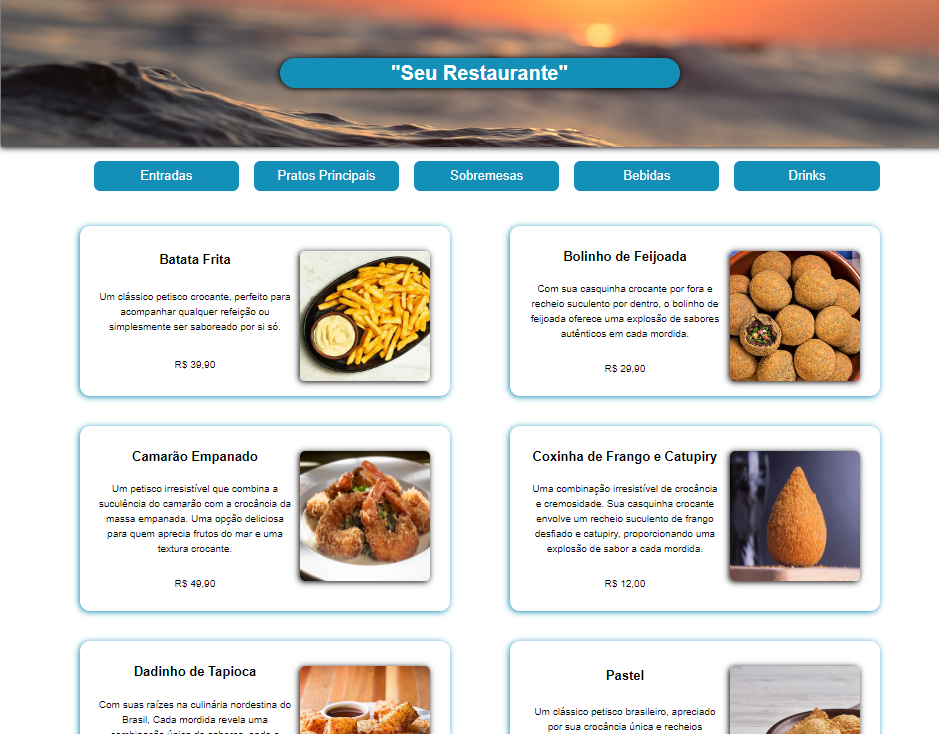 "Seu Restaurante"
Entradas
Pratos Principais
Sobremesas
Bebidas
Drinks
Batata Frita
Um clássico petisco crocante, perfeito para
acompanhar qualquer refeição ou
simplesmente ser saboreado por si só.
R$ 39,90
Bolinho de Feijoada
Com sua casquinha crocante por fora e
recheio suculento por dentro, o bolinho de
feijoada oferece uma explosão de sabores
autênticos em cada mordida.
R$ 29,90
Camarão Empanado
Um petisco irresistível que combina a
suculência do camarão com a crocância da
massa empanada. Uma opção deliciosa
para quem aprecia frutos do mar e uma
textura crocante.
R$ 49,90
Coxinha de Frango e Catupiry
Uma combinação irresistível de crocância
e cremosidade. Sua casquinha crocante
envolve um recheio suculento de frango
desfiado e catupiry, proporcionando uma
explosão de sabor a cada mordida.
R$ 12,00
Dadinho de Tapioca
Com suas raízes na culinária nordestina do
Brasil, Cada mordida revela uma
Pastel
Um clássico petisco brasileiro, apreciado
por sua crocância única e recheios